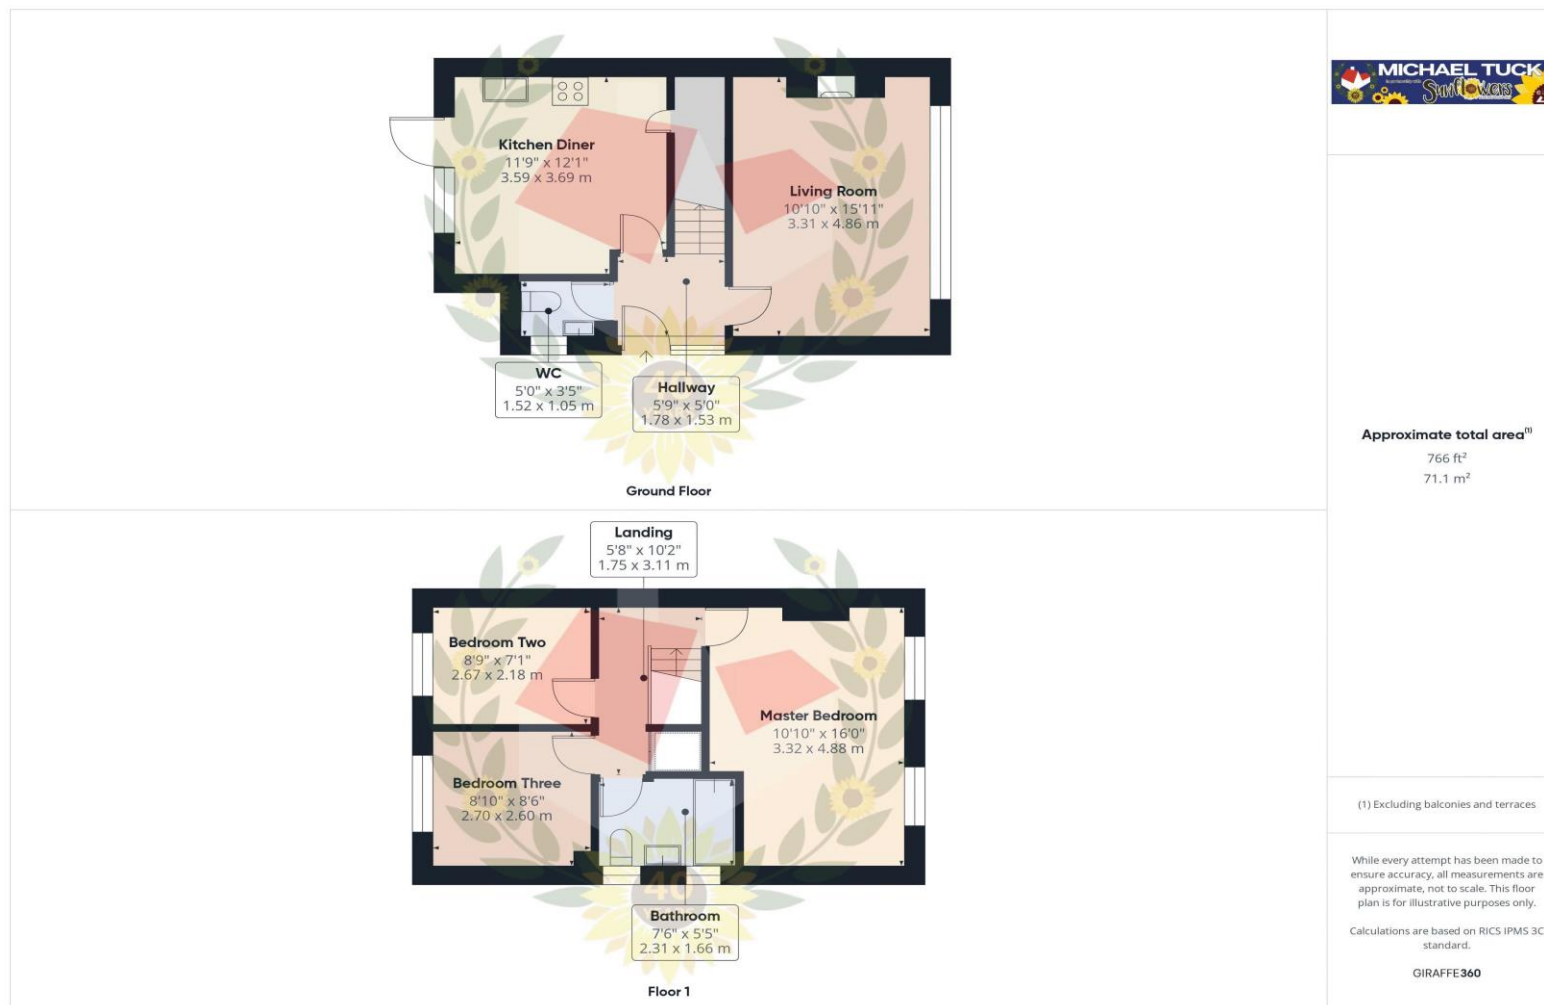 Kitchen Diner
11'9" x 12'1"
3.59 x 3.69 m
Living Room
10'10" x 15'11"
3.31 x 4.86 m
WC
5'0" x 3'5"
1.52 x 1.05 m
Hallway
5'9" x 5'0"
1.78 x 1.53 m
40
Ground Floor
Landing
5'8" x 10'2"
1.75 x 3.11 m
Bedroom Two
8'9" x 7'1"
2.67 x 2.18 m
Master Bedroom
10'10" x 16'0"
3.32 x 4.88 m
Bedroom Three
8'10" x 8'6"
2.70 x 2.60 m
40
Bathroom
7'6" x 5'5"
2.31 x 1.66 m
Floor 1
MICHAEL TUCK
Sunflowers
Approximate total area(1)
766 ft²
71.1 m²
(1) Excluding balconies and terraces
While every attempt has been made to
ensure accuracy, all measurements are
approximate, not to scale. This floor
plan is for illustrative purposes only.
Calculations are based on RICS IPMS 3C
standard.
GIRAFFE360